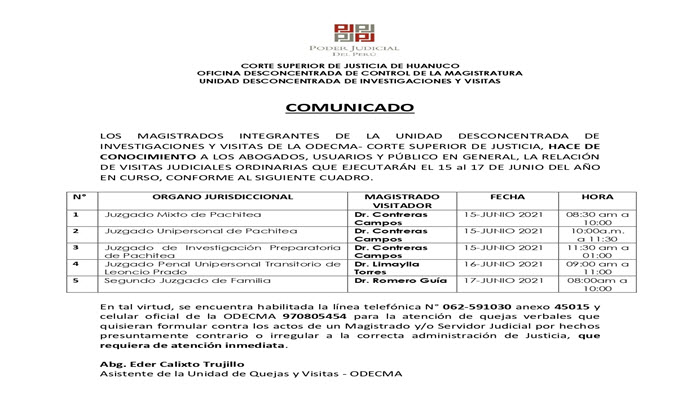 PODER JUDICIAL
DEL PERÚ
CORTE SUPERIOR DE JUSTICIA DE HUANUCO
OFICINA DESCONCENTRADA DE CONTROL DE LA MAGISTRATURA
UNIDAD DESCONCENTRADA DE INVESTIGACIONES Y VISITAS
COMUNICADO
LOS MAGISTRADOS INTEGRANTES DE LA UNIDAD DESCONCENTRADA DE
INVESTIGACIONES Y VISITAS DE LA ODECMA- CORTE SUPERIOR DE JUSTICIA, HACE DE
CONOCIMIENTO A LOS ABOGADOS, USUARIOS Y PÚBLICO EN GENERAL, LA RELACIÓN
DE VISITAS JUDICIALES ORDINARIAS QUE EJECUTARÁN EL 15 al 17 DE JUNIO DEL AÑO
EN CURSO, CONFORME AL SIGUIENTE CUADRO.
N° ORGANO JURISDICCIONAL MAGISTRADO VISITADOR FECHA HORA
1 Juzgado Mixto de Pachitea Dr. Contreras Campos 15-JUNIO 2021 08:30 am a 10:00
2 Juzgado Unipersonal de Pachitea Dr. Contreras Campos 15-JUNIO 2021 10:00a.m. a 11:30
3 Juzgado de Investigación Preparatoria de Pachitea Dr. Contreras Campos 15-JUNIO 2021 11:30 am a 01:00
4 Juzgado Penal Unipersonal Transitorio de Leoncio Prado Dr. Limaylla Torres 16-JUNIO 2021 09:00 am a 11:00
5 Segundo Juzgado de Familia Dr. Romero Guía 17-JUNIO 2021 08:00am a 10:00
En tal virtud, se encuentra habilitada la línea telefónica N° 062-591030 anexo 45015 y
celular oficial de la ODECMA 970805454 para la atención de quejas verbales que
quisieran formular contra los actos de un Magistrado y/o Servidor Judicial por hechos
presuntamente contrario o irregular a la correcta administración de Justicia, que
requiera de atención inmediata.
Abg. Eder Calixto Trujillo
Asistente de la Unidad de Quejas y Visitas - ODECMA